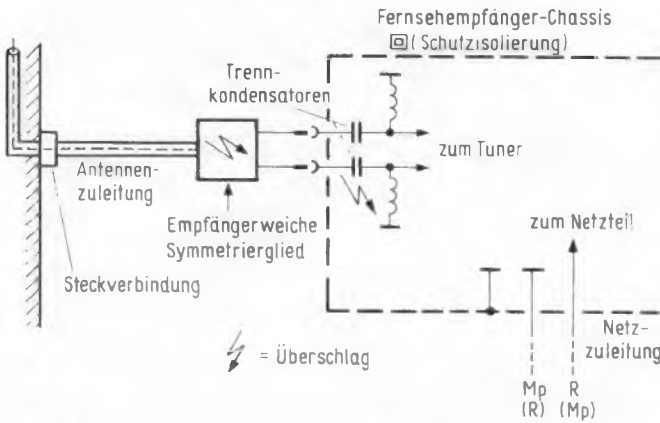 Fernsehempfänger-Chassis
(Schutzisolierung)
Trenn-
kondensatoren
zum Tuner
Antennen-
zuleitung
Empfängerweiche
Symmetrierglied
zum Netzteil
Steckverbindung
= Überschlag
Netz-
zuleitung
Mp R
(R) (Mp)